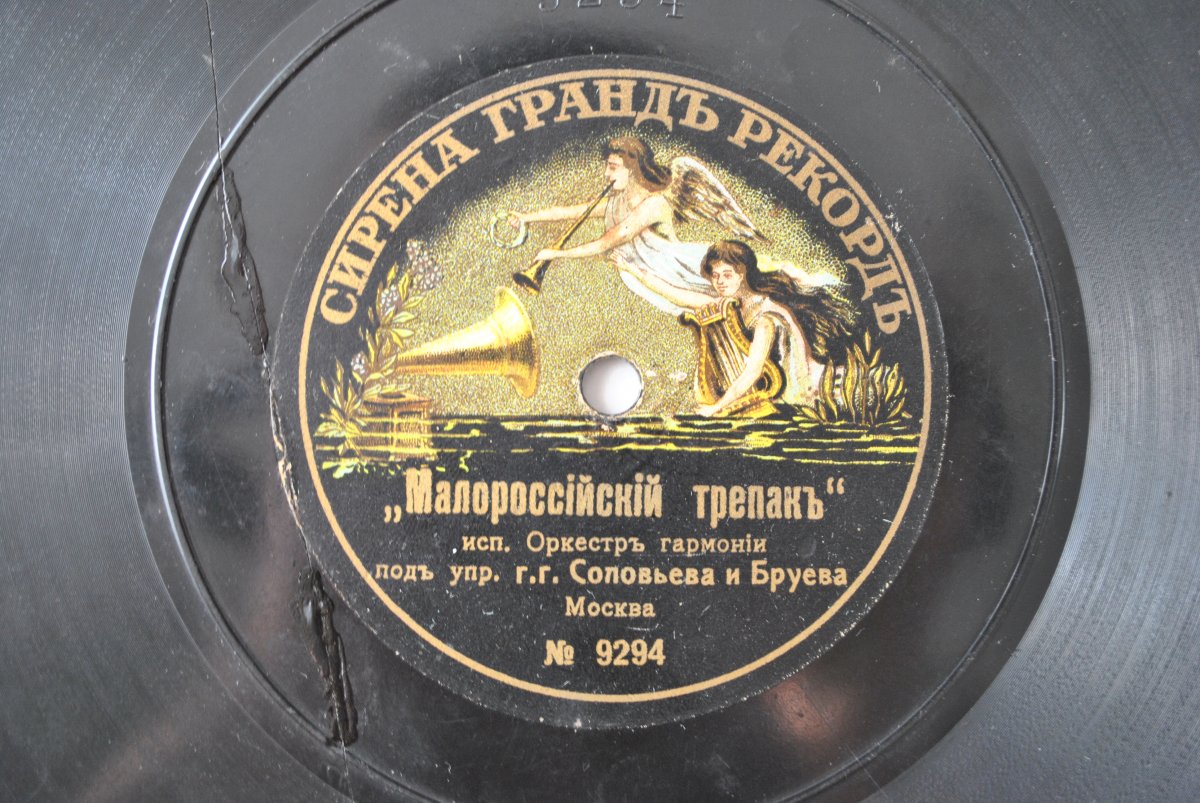 СИРЕНА ГРАНДЪ РЕКОРДЪ
„Малороссійскій трепакъ“
исп. Оркестръ гармоніи
подъ упр. г.г. Соловьева и Бруева
Москва
№ 9294